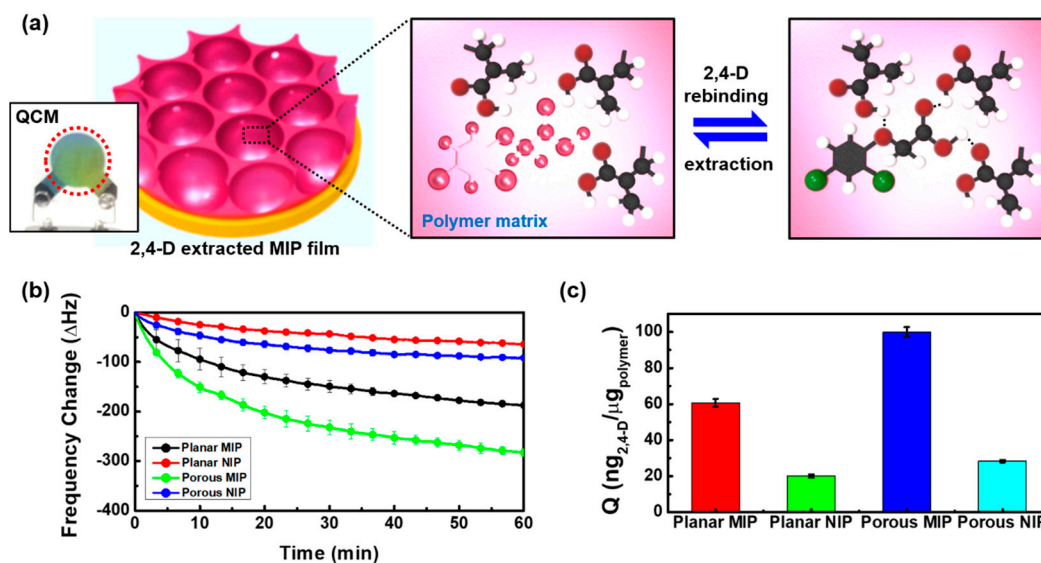 (a)
QCM
2,4-D extracted MIP film
Polymer matrix
2,4-D
rebinding
extraction
(b)
Frequency Change (ΔHz)
0
-100
-200
-300
-400
Planar MIP
Planar NIP
Porous MIP
Porous NIP
0 10 20 30 40 50 60
Time (min)
(c)
Q (ng2,4-D/μgpolymer)
100
80
60
40
20
0
Planar MIP Planar NIP Porous MIP Porous NIP